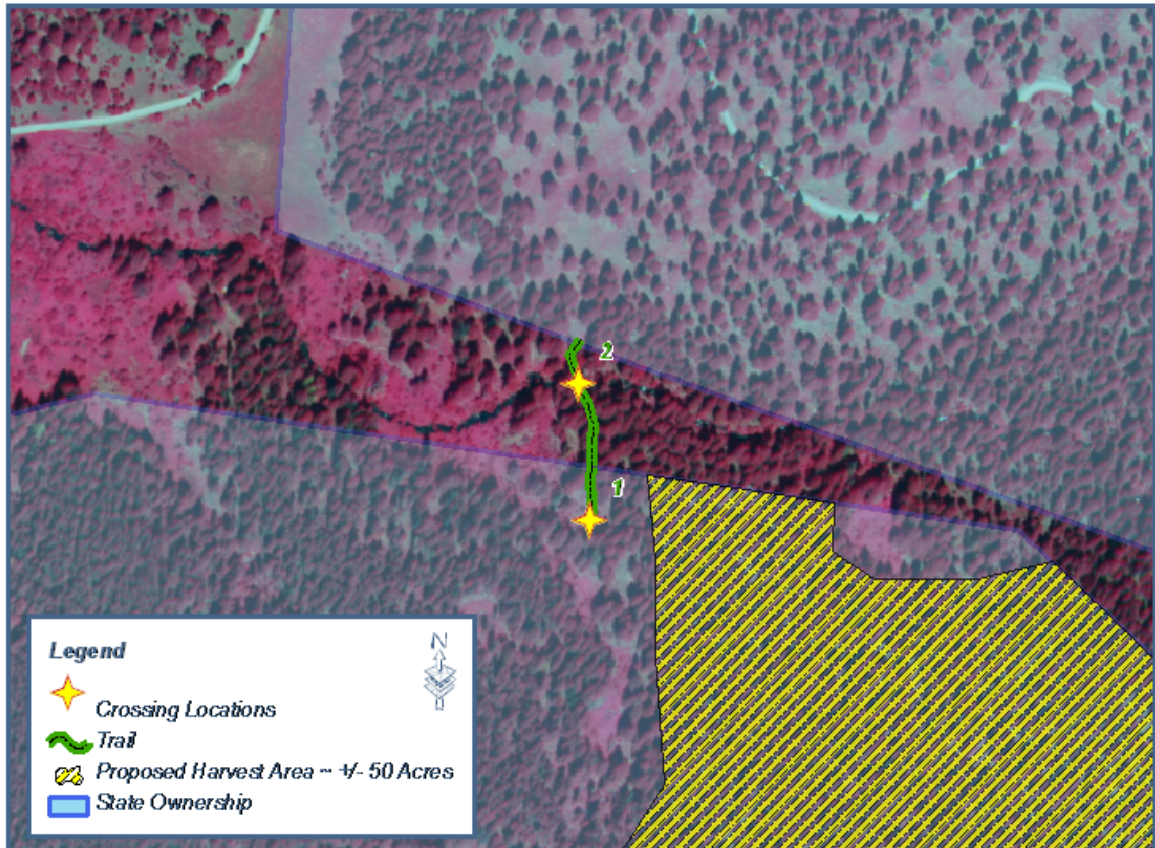 2
1
Legend
N
Crossing Locations
Trail
Proposed Harvest Area ~ +/- 50 Acres
State Ownership